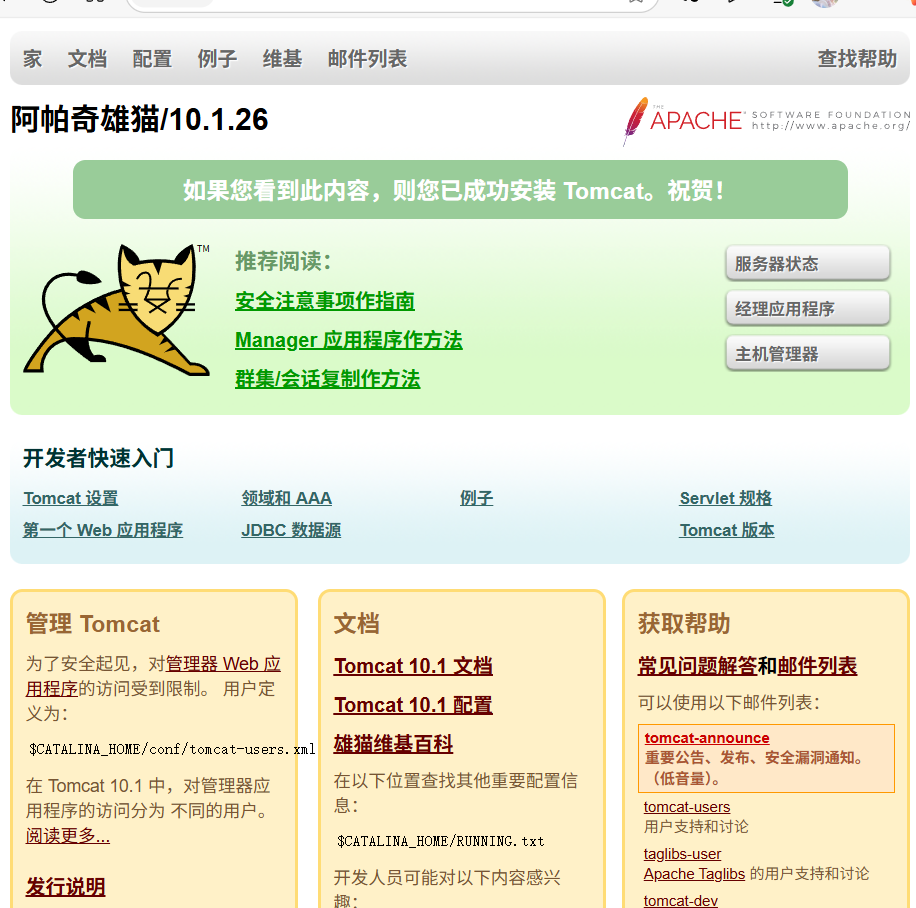 家 文档 配置 例子 维基 邮件列表 查找帮助
阿帕奇雄猫/10.1.26
THE
APACHE® SOFTWARE FOUNDATION
http://www.apache.org/
如果您看到此内容，则您已成功安装 Tomcat。祝贺！
TM
推荐阅读：
安全注意事项作指南
Manager 应用程序作方法
群集/会话复制作方法
服务器状态
经理应用程序
主机管理器
开发者快速入门
Tomcat 设置
第一个 Web 应用程序
领域和 AAA
JDBC 数据源
例子
Servlet 规格
Tomcat 版本
管理 Tomcat
为了安全起见，对管理器 Web 应
用程序的访问受到限制。 用户定
义为：
$CATALINA_HOME/conf/tomcat-users.xml
在 Tomcat 10.1 中，对管理器应
用程序的访问分为 不同的用户。
阅读更多...
发行说明
文档
Tomcat 10.1 文档
Tomcat 10.1 配置
雄猫维基百科
在以下位置查找其他重要配置信
息：
$CATALINA_HOME/RUNNING.txt
开发人员可能对以下内容感兴
趣：
获取帮助
常见问题解答和邮件列表
可以使用以下邮件列表：
tomcat-announce
重要公告、发布、安全漏洞通知。
（低音量）。
tomcat-users
用户支持和讨论
taglibs-user
Apache Taglibs 的用户支持和讨论
tomcat-dev